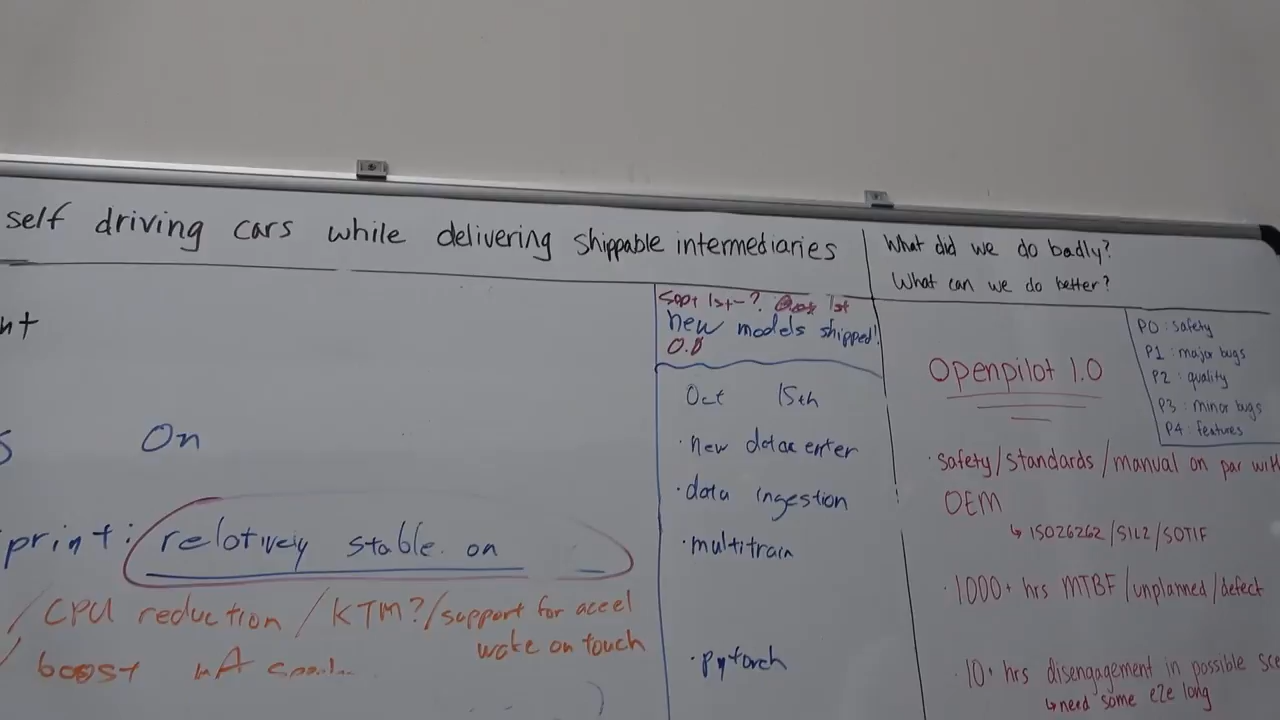 self driving cars while delivering shippable intermediaries
What did we do badly?
What can we do better?
nt
s On
print: relatively stable on
/ CPU reduction / KTM? / support for accel
wake on touch
/ boost
Sept 1st - ? 1st
new models shipped!
0.8
Oct 15th
· new datacenter
· data ingestion
· multitrain
· pytorch
Openpilot 1.0
P0 : safety
P1 : major bugs
P2 : quality
P3 : minor bugs
P4 : features
· safety/standards/manual on par with
OEM
↳ ISO26262/SIL2/SOTIF
· 1000+ hrs MTBF/unplanned/defect
· 10+ hrs disengagement in possible sce
↳ need some e2e long